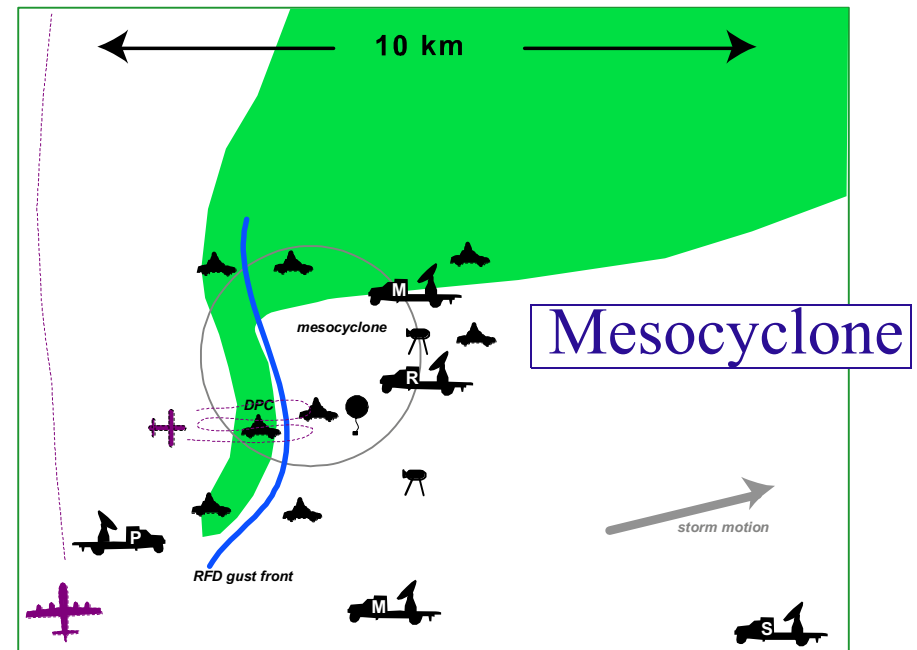 10 km
M
mesocyclone
Mesocyclone
R
DPC
storm motion
P
RFD gust front
M
S